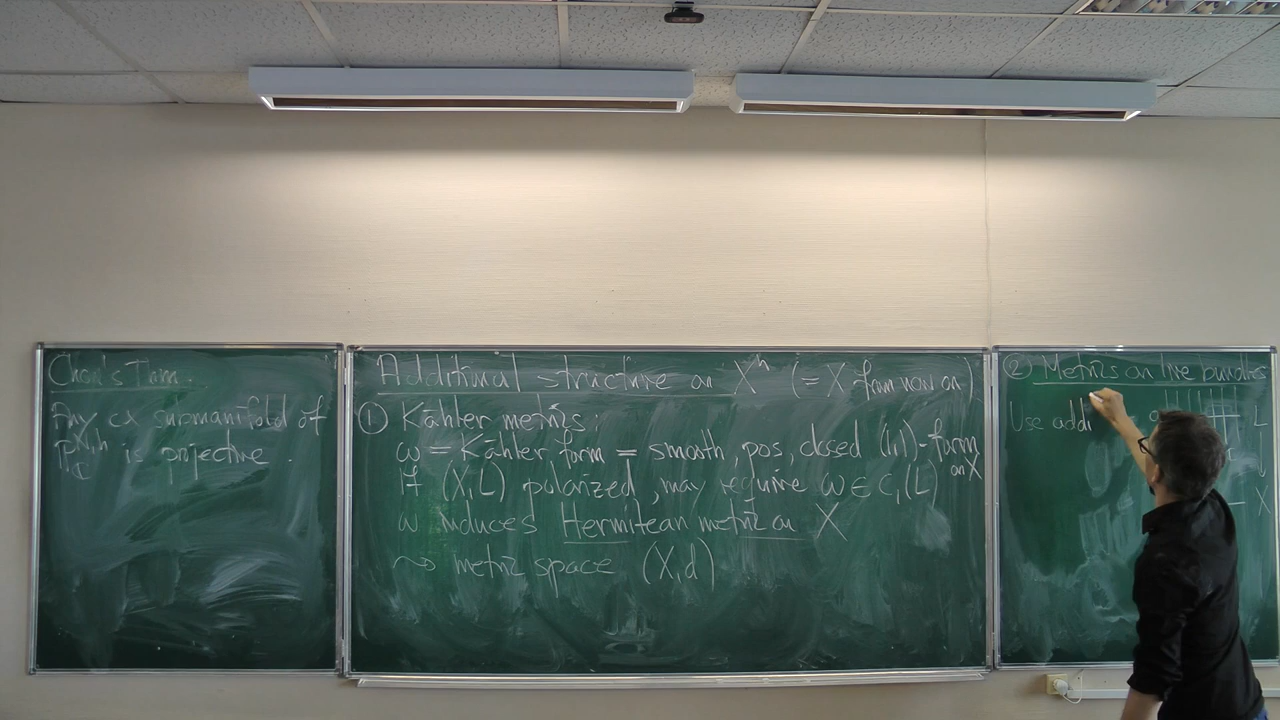 Chow's Thm.
Any cx submanifold of
P_C^N,h is projective.
Additional structure on X^h (= X from now on)
① Kähler metrics:
ω = Kähler form = smooth, pos, closed (1,1)-form on X
If (X,L) polarized, may require ω ∈ c₁(L)
ω induces Hermitean metric on X
⇝ metric space (X,d)
② Metrics on line bundles
Use addi
L
↓
X